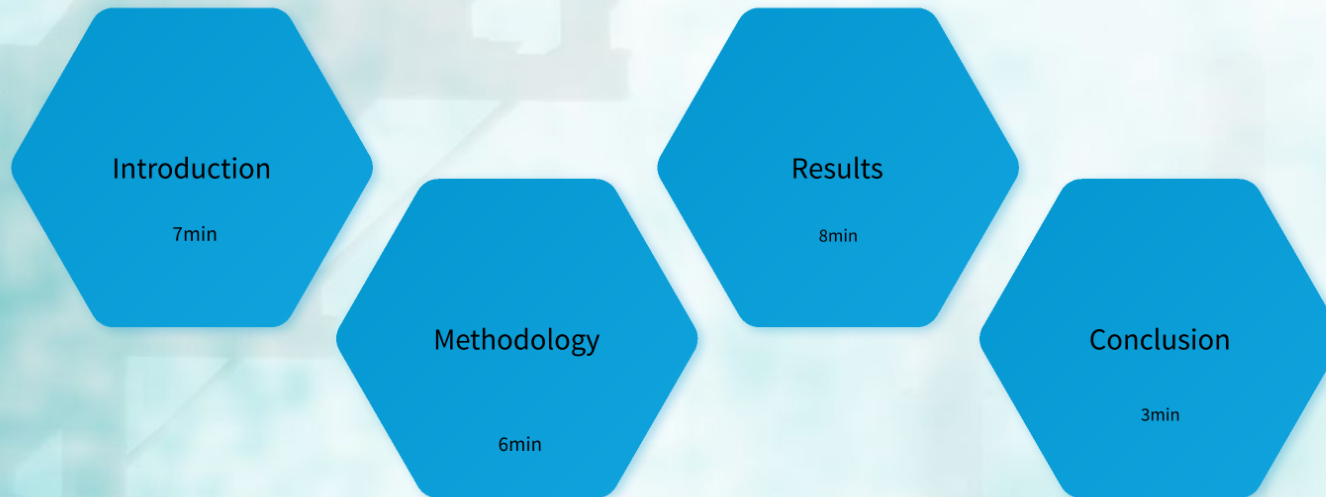 Introduction
7min
Methodology
6min
Results
8min
Conclusion
3min